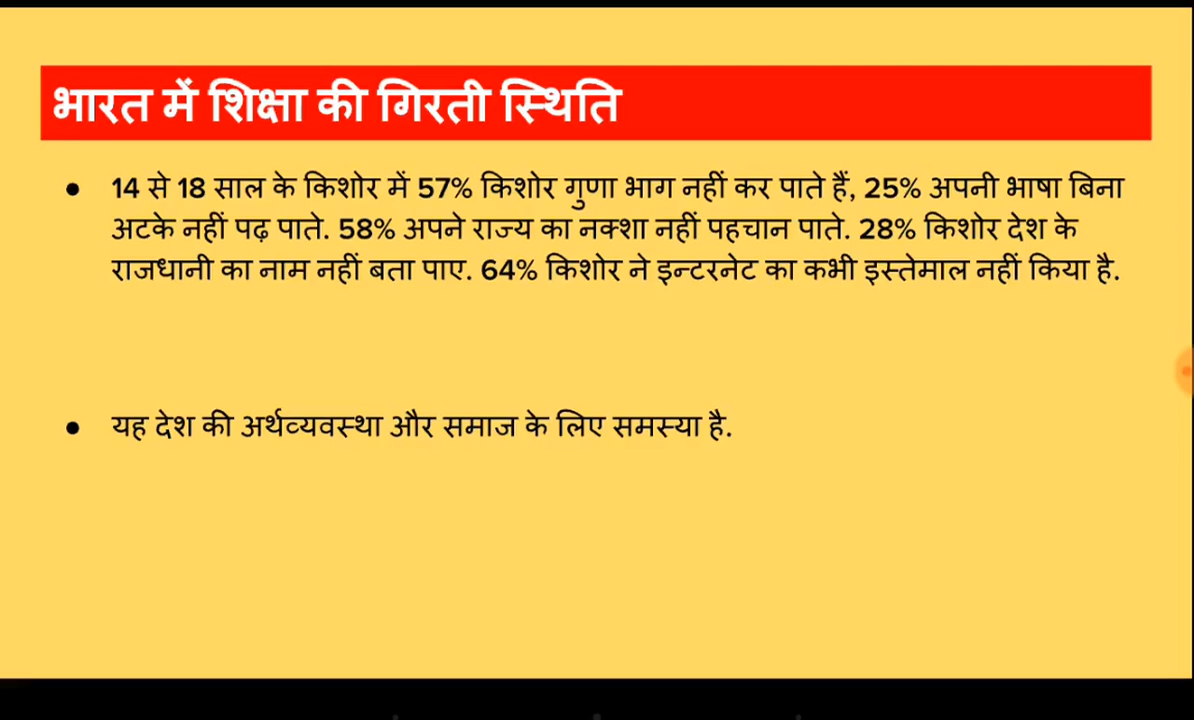 भारत में शिक्षा की गिरती स्थिति
● 14 से 18 साल के किशोर में 57% किशोर गुणा भाग नहीं कर पाते हैं, 25% अपनी भाषा बिना
अटके नहीं पढ़ पाते. 58% अपने राज्य का नक्शा नहीं पहचान पाते. 28% किशोर देश के
राजधानी का नाम नहीं बता पाए. 64% किशोर ने इन्टरनेट का कभी इस्तेमाल नहीं किया है.
● यह देश की अर्थव्यवस्था और समाज के लिए समस्या है.